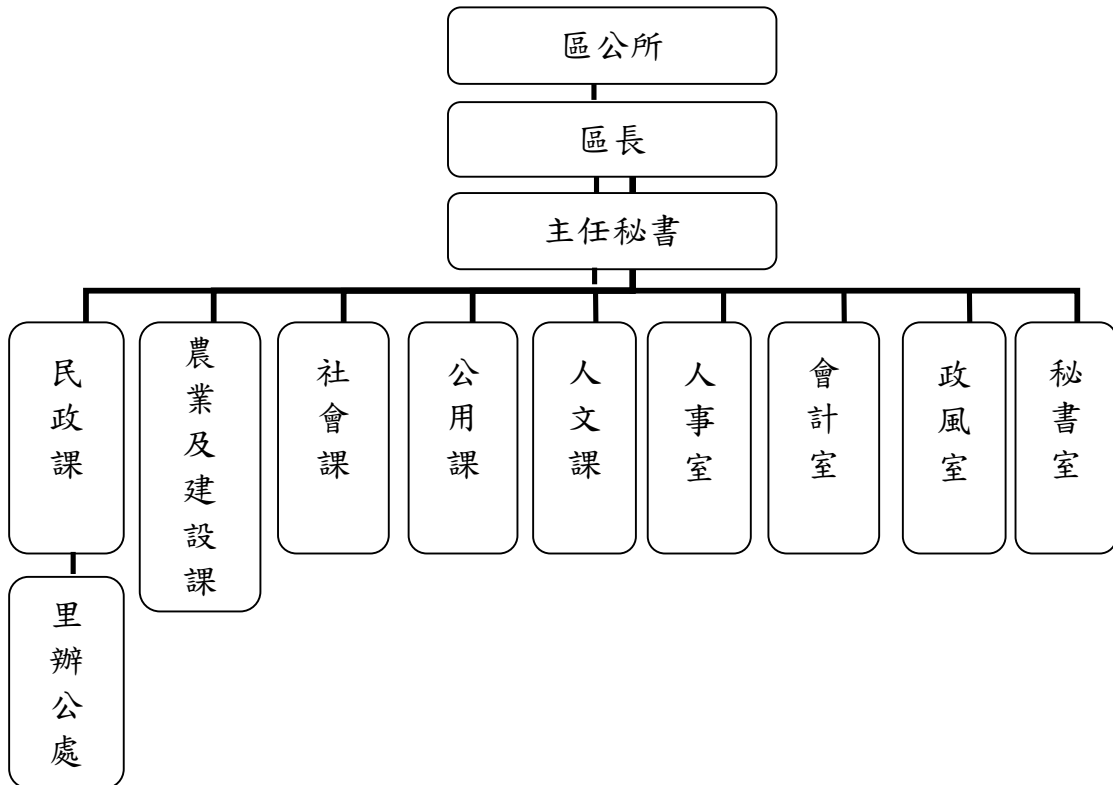 區公所
區長
主任秘書
民政課
農業及建設課
社會課
公用課
人文課
人事室
會計室
政風室
秘書室
里辦公處